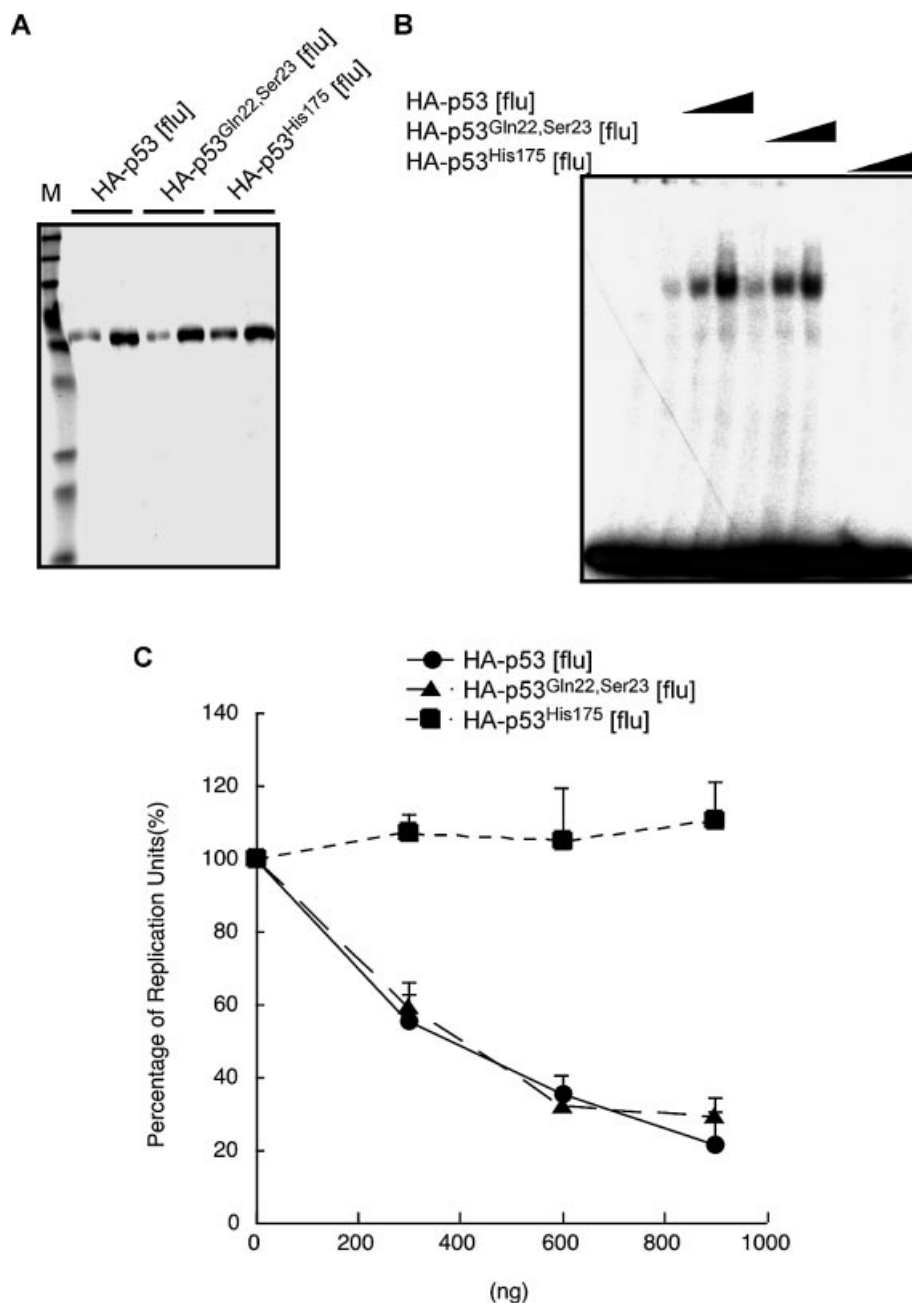 A
M
HA-p53 [flu]
HA-p53Gln22,Ser23 [flu]
HA-p53His175 [flu]
B
HA-p53 [flu]
HA-p53Gln22,Ser23 [flu]
HA-p53His175 [flu]
C
HA-p53 [flu]
HA-p53Gln22,Ser23 [flu]
HA-p53His175 [flu]
Percentage of Replication Units(%)
140
120
100
80
60
40
20
0
0 200 400 600 800 1000
(ng)